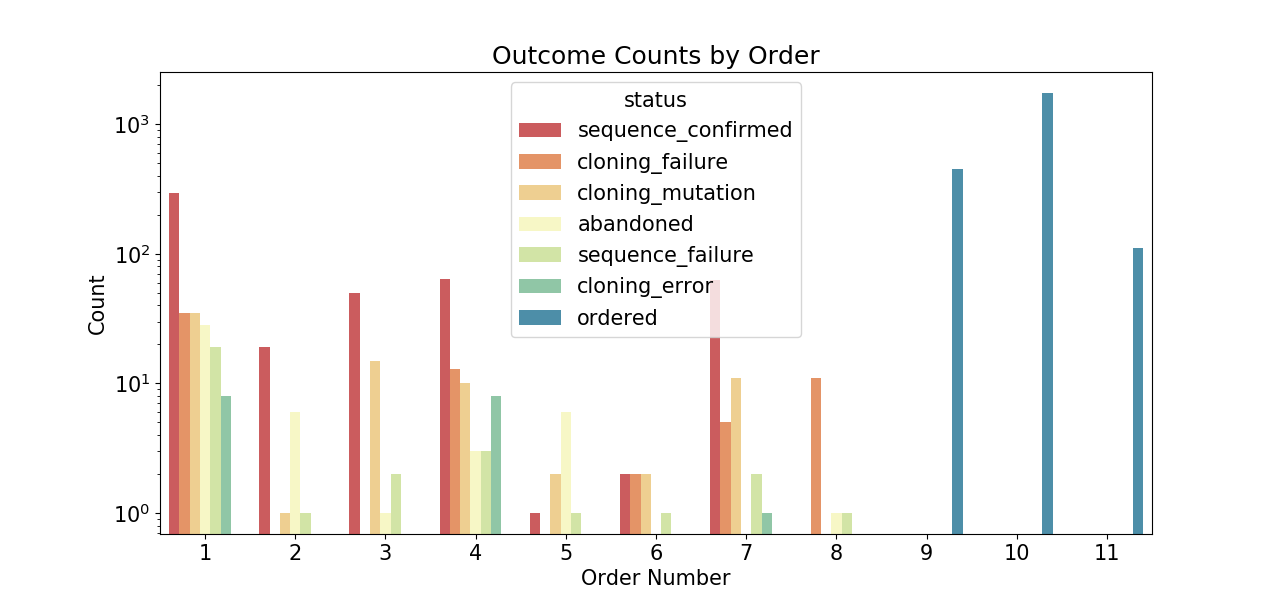 Outcome Counts by Order
status
sequence_confirmed
cloning_failure
cloning_mutation
abandoned
sequence_failure
cloning_error
ordered
Count
10³
10²
10¹
10⁰
1 2 3 4 5 6 7 8 9 10 11
Order Number